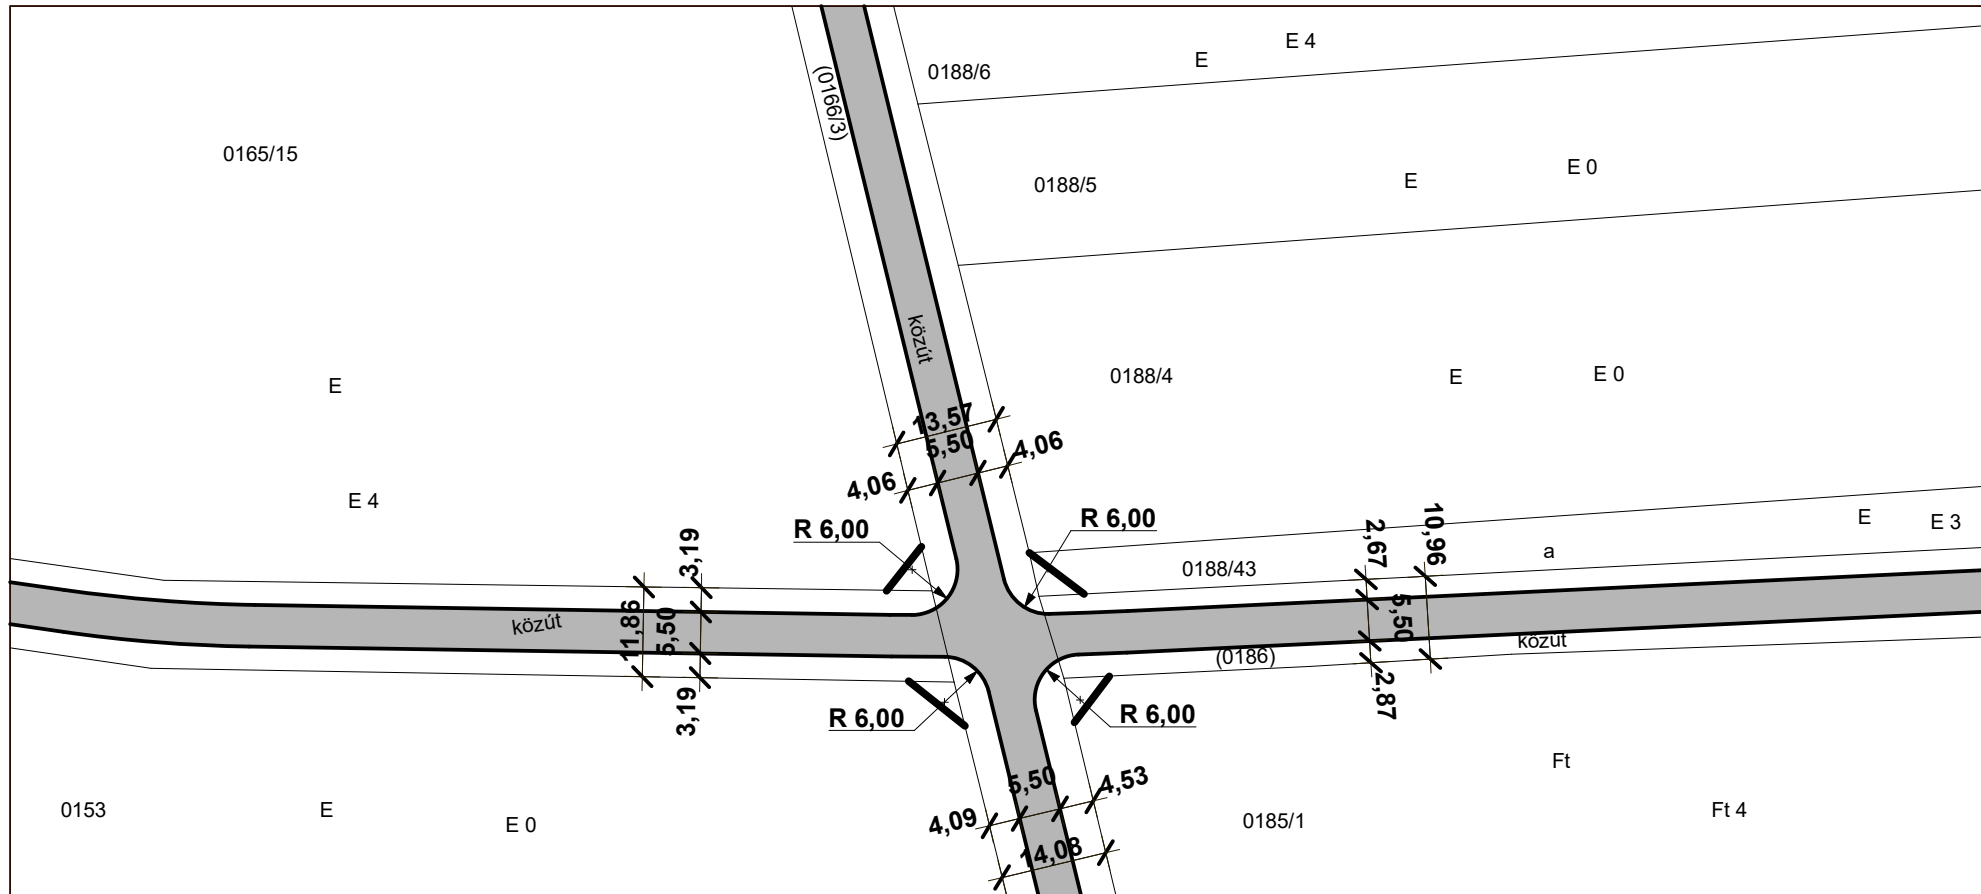 E 4
E
0188/6
(0166/3)
0165/15
E 0
E
0188/5
közút
E
0188/4
E
E 0
13,57
5,50
4,06
4,06
E 4
R 6,00
R 6,00
3,19
2,67
10,96
E
E 3
a
0188/43
11,86
5,50
közút
5,50
közút
(0186)
3,19
2,87
R 6,00
R 6,00
Ft
5,50
4,53
4,09
14,08
0153
E
E 0
0185/1
Ft 4